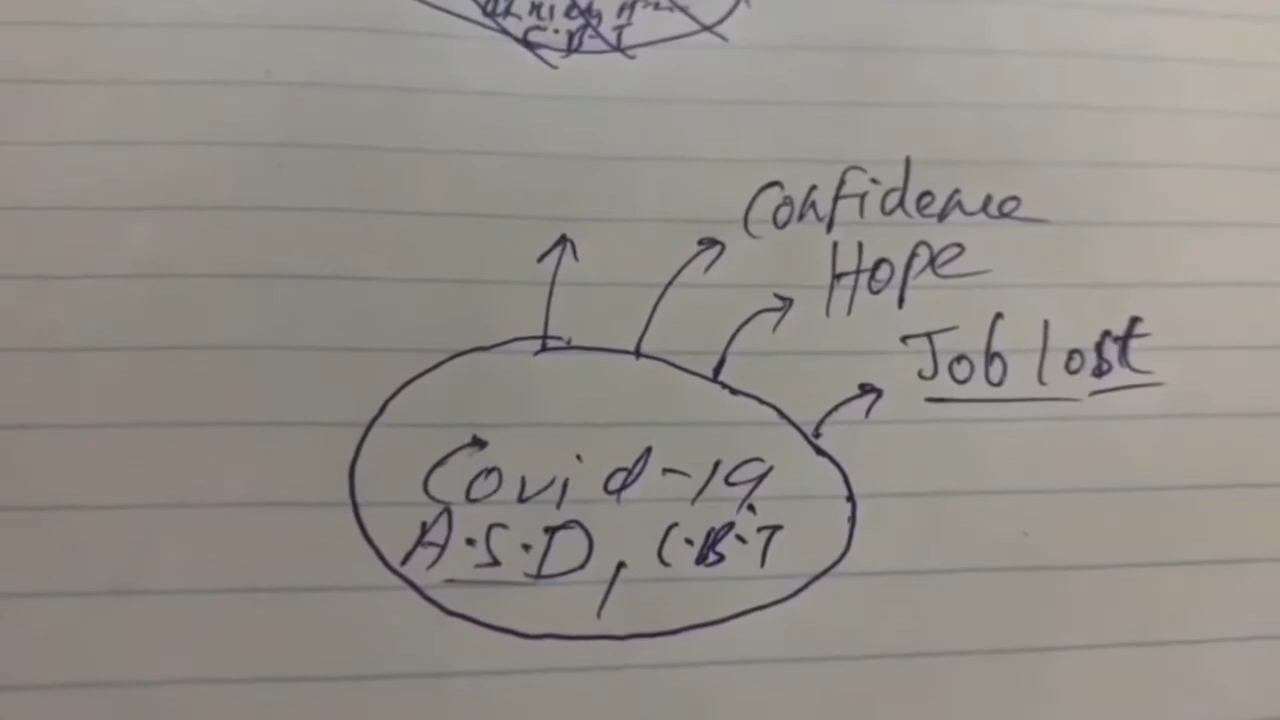 C.B.T
Confidence
Hope
Job lost
Covid-19
A.S.D, C.B.T